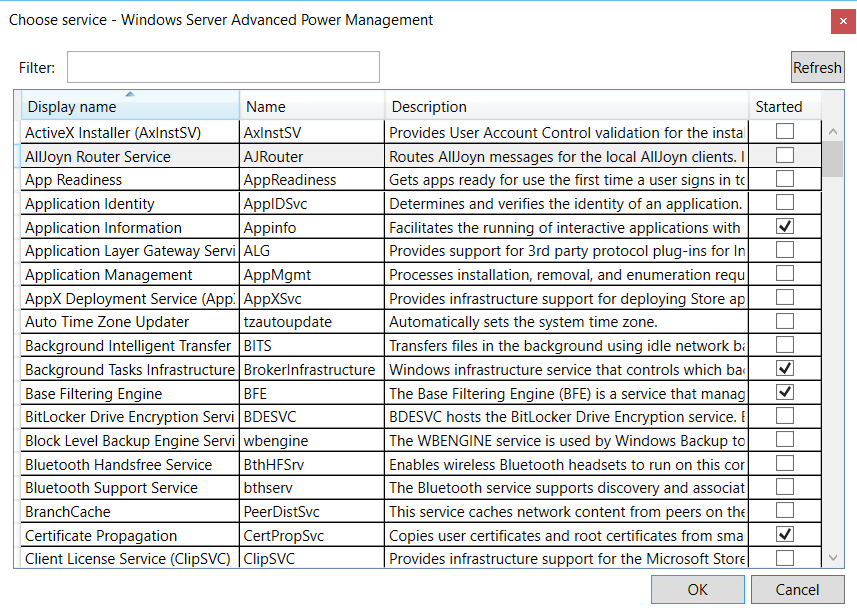 Choose service - Windows Server Advanced Power Management
Filter:
Refresh
Display name Name Description Started
ActiveX Installer (AxInstSV) AxInstSV Provides User Account Control validation for the instal
AllJoyn Router Service AJRouter Routes AllJoyn messages for the local AllJoyn clients.
App Readiness AppReadiness Gets apps ready for use the first time a user signs in to
Application Identity AppIDSvc Determines and verifies the identity of an application.
Application Information Appinfo Facilitates the running of interactive applications with
Application Layer Gateway Servi ALG Provides support for 3rd party protocol plug-ins for In
Application Management AppMgmt Processes installation, removal, and enumeration requ
AppX Deployment Service (AppX AppXSvc Provides infrastructure support for deploying Store ap
Auto Time Zone Updater tzautoupdate Automatically sets the system time zone.
Background Intelligent Transfer BITS Transfers files in the background using idle network ba
Background Tasks Infrastructure BrokerInfrastructure Windows infrastructure service that controls which bac
Base Filtering Engine BFE The Base Filtering Engine (BFE) is a service that manag
BitLocker Drive Encryption Servi BDESVC BDESVC hosts the BitLocker Drive Encryption service.
Block Level Backup Engine Servi wbengine The WBENGINE service is used by Windows Backup to
Bluetooth Handsfree Service BthHFSrv Enables wireless Bluetooth headsets to run on this com
Bluetooth Support Service bthserv The Bluetooth service supports discovery and associat
BranchCache PeerDistSvc This service caches network content from peers on the
Certificate Propagation CertPropSvc Copies user certificates and root certificates from sma
Client License Service (ClipSVC) ClipSVC Provides infrastructure support for the Microsoft Store
OK Cancel